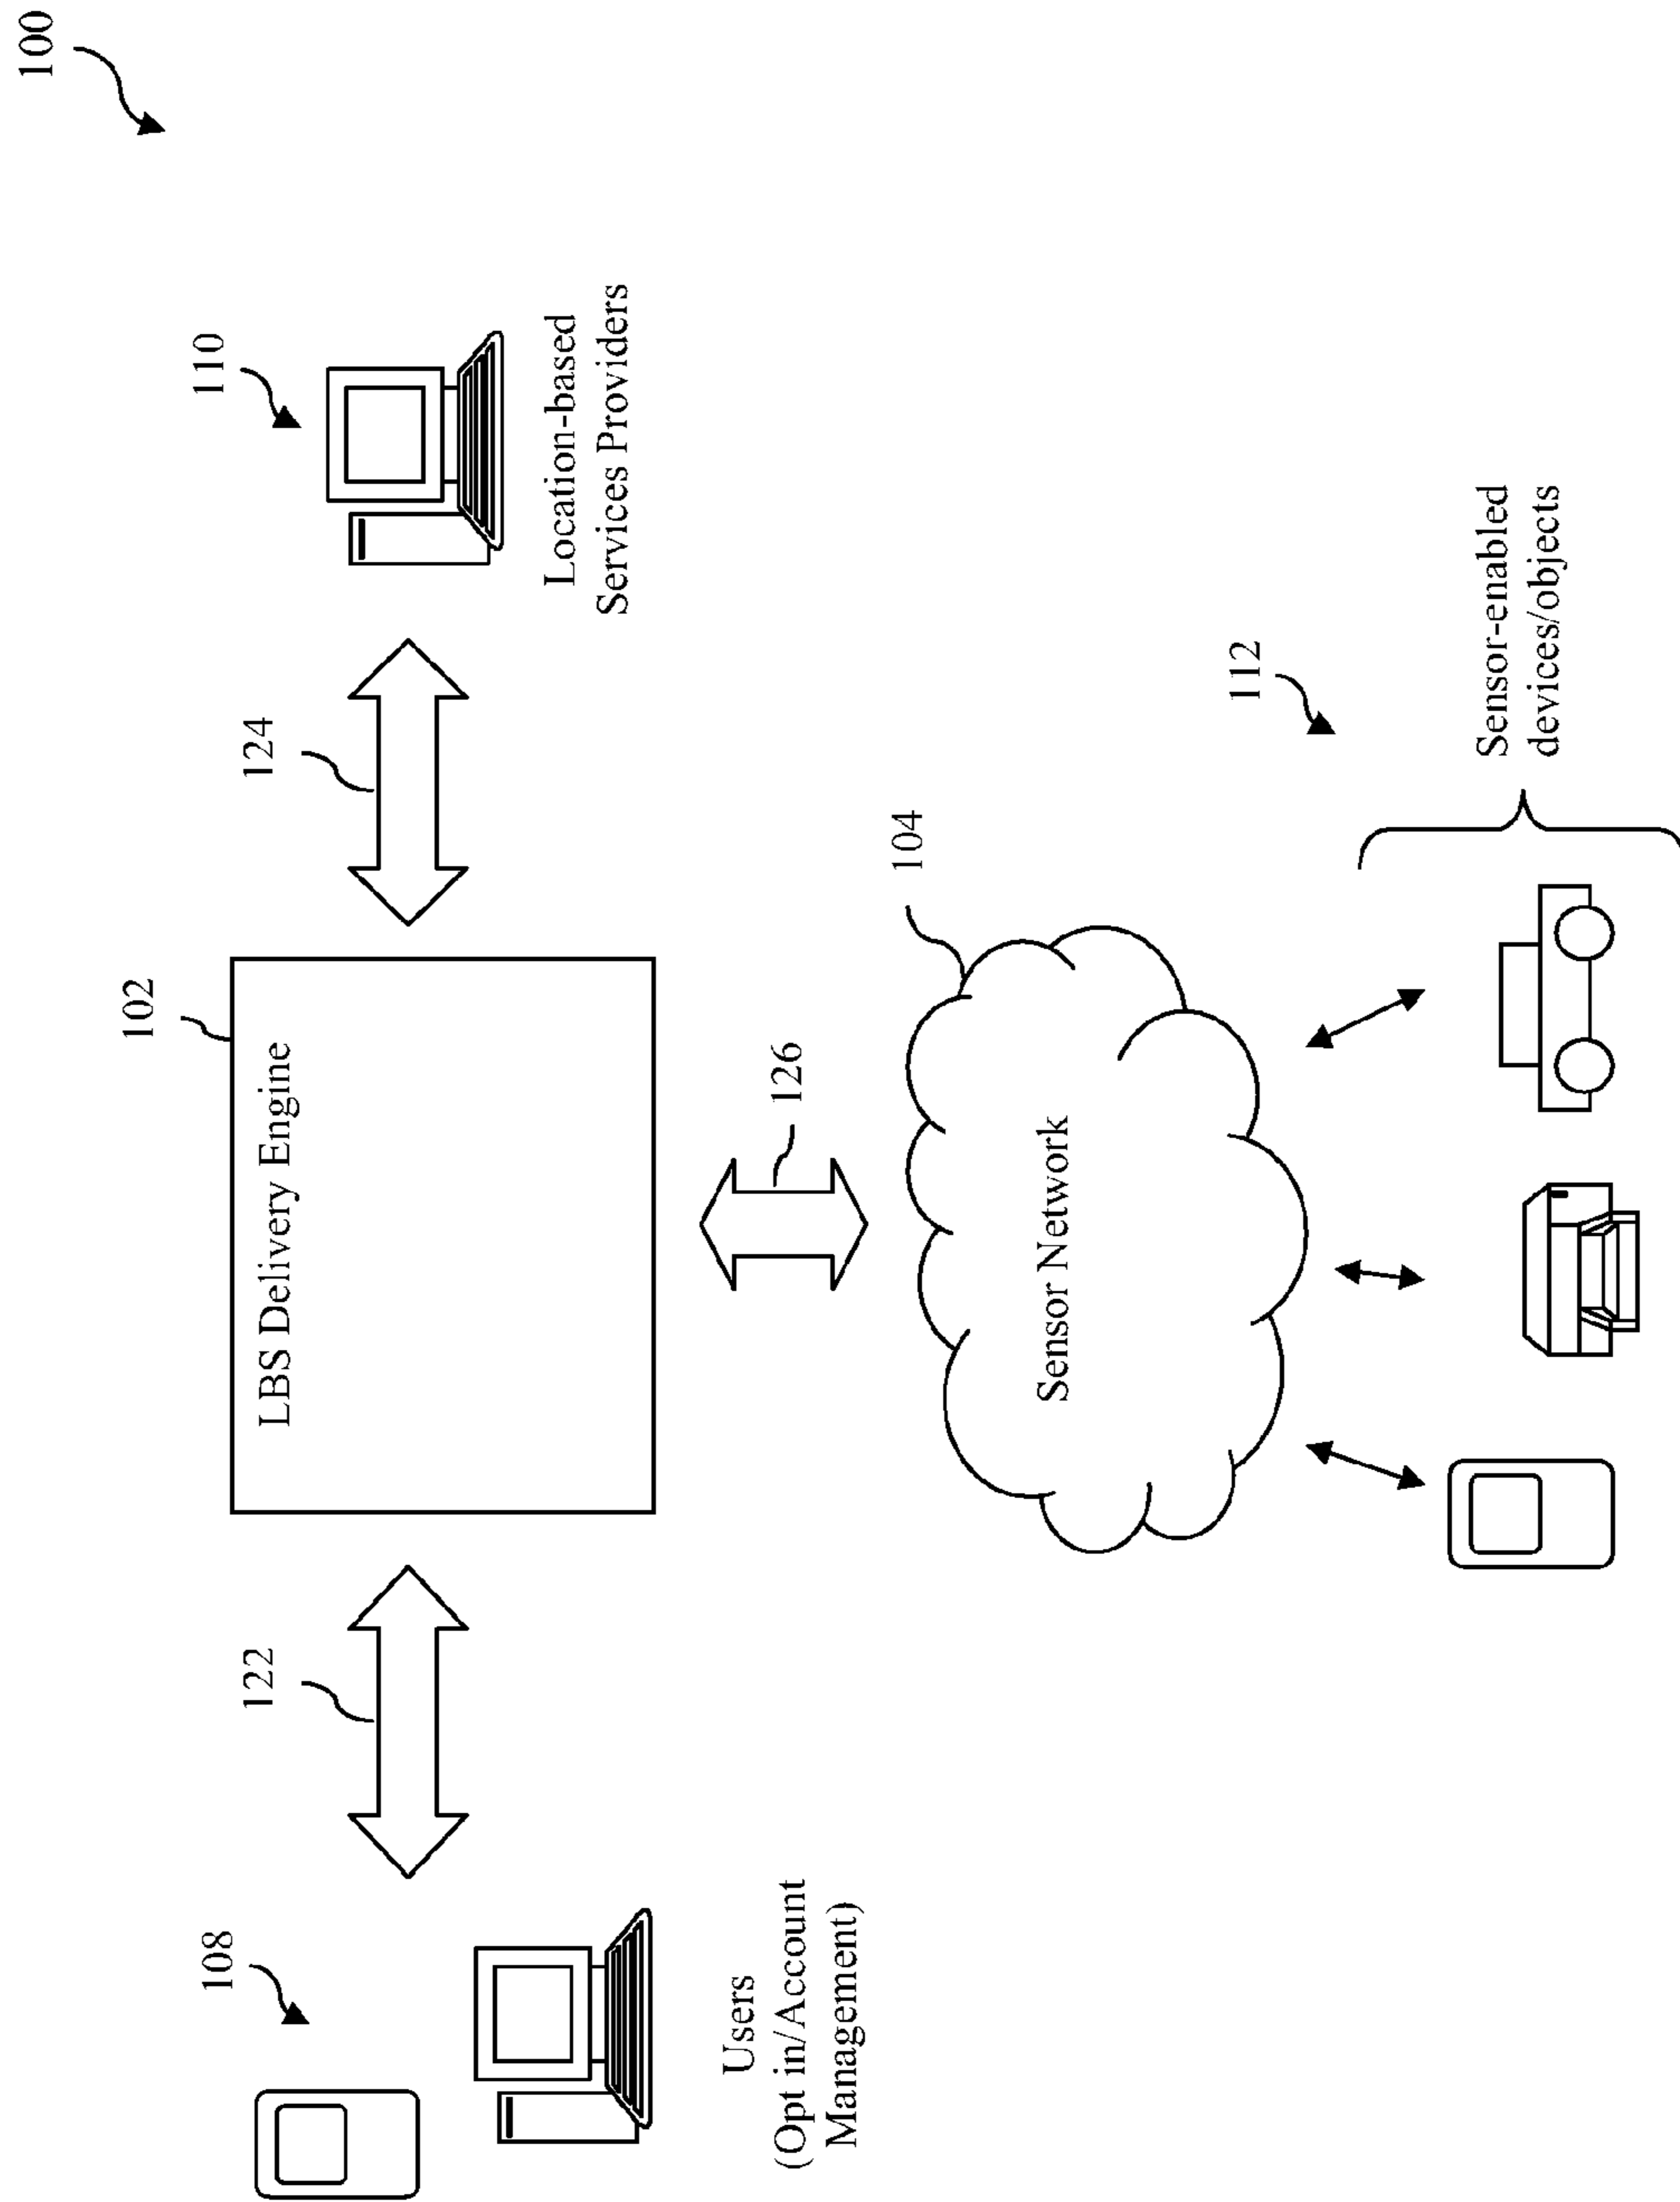 100
110
Location-based
Services Providers
124
102
LBS Delivery Engine
122
108
Users
(Opt in/Account
Management)
126
104
Sensor Network
112
Sensor-enabled
devices/objects